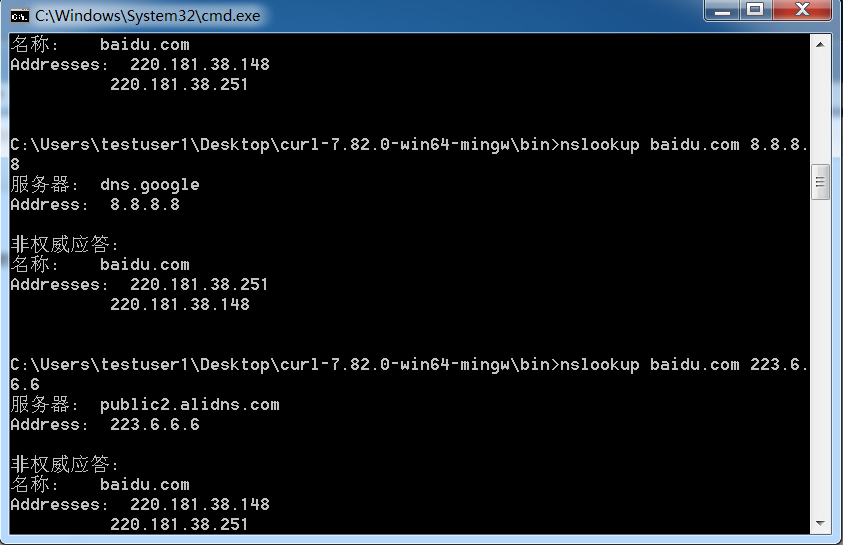 C:\Windows\System32\cmd.exe
名称:    baidu.com
Addresses:  220.181.38.148
          220.181.38.251
C:\Users\testuser1\Desktop\curl-7.82.0-win64-mingw\bin>nslookup baidu.com 8.8.8.
8
服务器:  dns.google
Address:  8.8.8.8
非权威应答:
名称:    baidu.com
Addresses:  220.181.38.251
          220.181.38.148
C:\Users\testuser1\Desktop\curl-7.82.0-win64-mingw\bin>nslookup baidu.com 223.6.
6.6
服务器:  public2.alidns.com
Address:  223.6.6.6
非权威应答:
名称:    baidu.com
Addresses:  220.181.38.148
          220.181.38.251